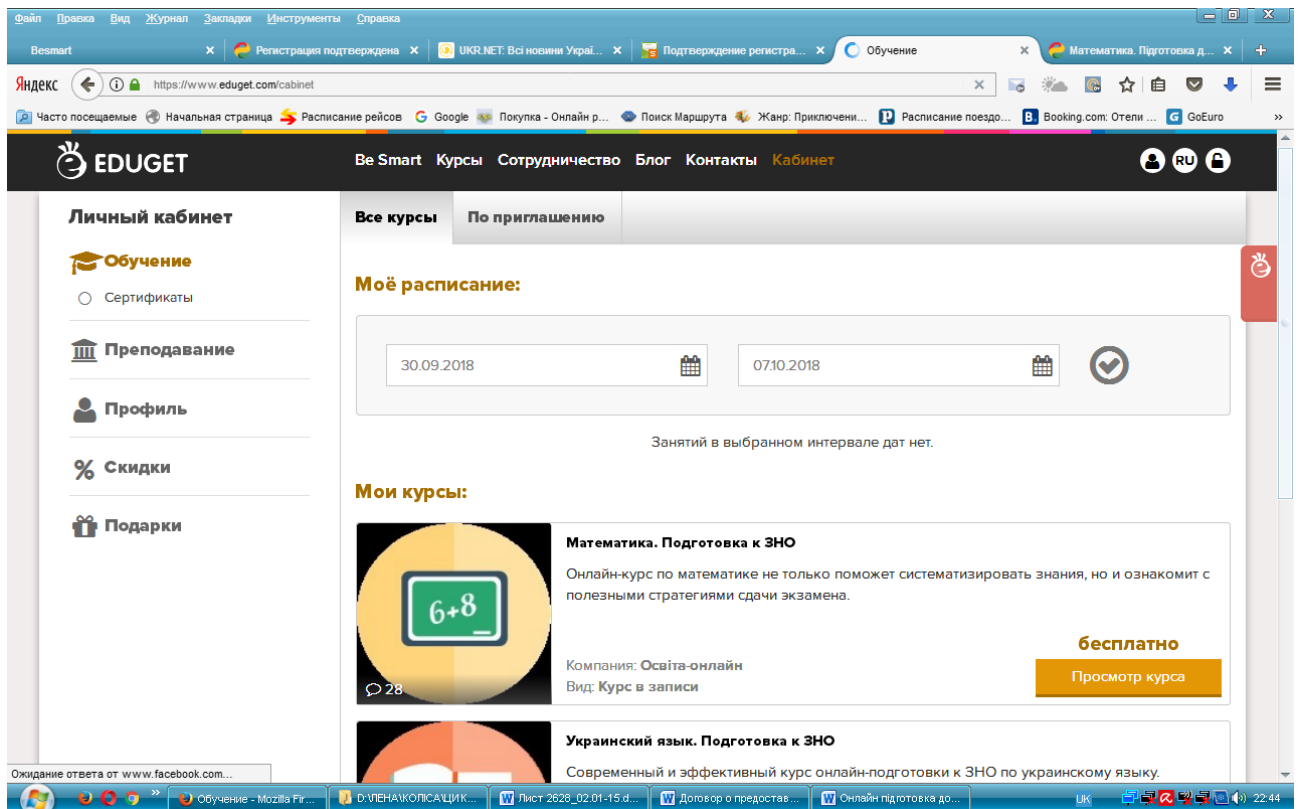 Файл Правка Вид Журнал Закладки Инструменты Справка
Besmart
Регистрация подтверждена
UKR.NET: Всі новини Украї...
Подтверждение регистра...
Обучение
Математика. Підготовка д...
Яндекс
https://www.eduget.com/cabinet
Часто посещаемые
Начальная страница
Расписание рейсов
Google
Покупка - Онлайн р...
Поиск Маршрута
Жанр: Приключени...
Расписание поездо...
Booking.com: Отели ...
GoEuro
EDUGET
Be Smart Курсы Сотрудничество Блог Контакты Кабинет
RU
Личный кабинет
Обучение
Сертификаты
Преподавание
Профиль
Скидки
Подарки
Все курсы
По приглашению
Моё расписание:
30.09.2018
07.10.2018
Занятий в выбранном интервале дат нет.
Мои курсы:
6+8
28
Математика. Подготовка к ЗНО
Онлайн-курс по математике не только поможет систематизировать знания, но и ознакомит с
полезными стратегиями сдачи экзамена.
Компания: Освіта-онлайн
Вид: Курс в записи
бесплатно
Просмотр курса
Украинский язык. Подготовка к ЗНО
Современный и эффективный курс онлайн-подготовки к ЗНО по украинскому языку.
Ожидание ответа от www.facebook.com...
Обучение - Mozilla Fir...
D:\ЛЕНА\КОЛІСА\ЦИК...
Лист 2628_02.01-15.d...
Договор о предостав...
Онлайн підготовка до...
UK
22:44